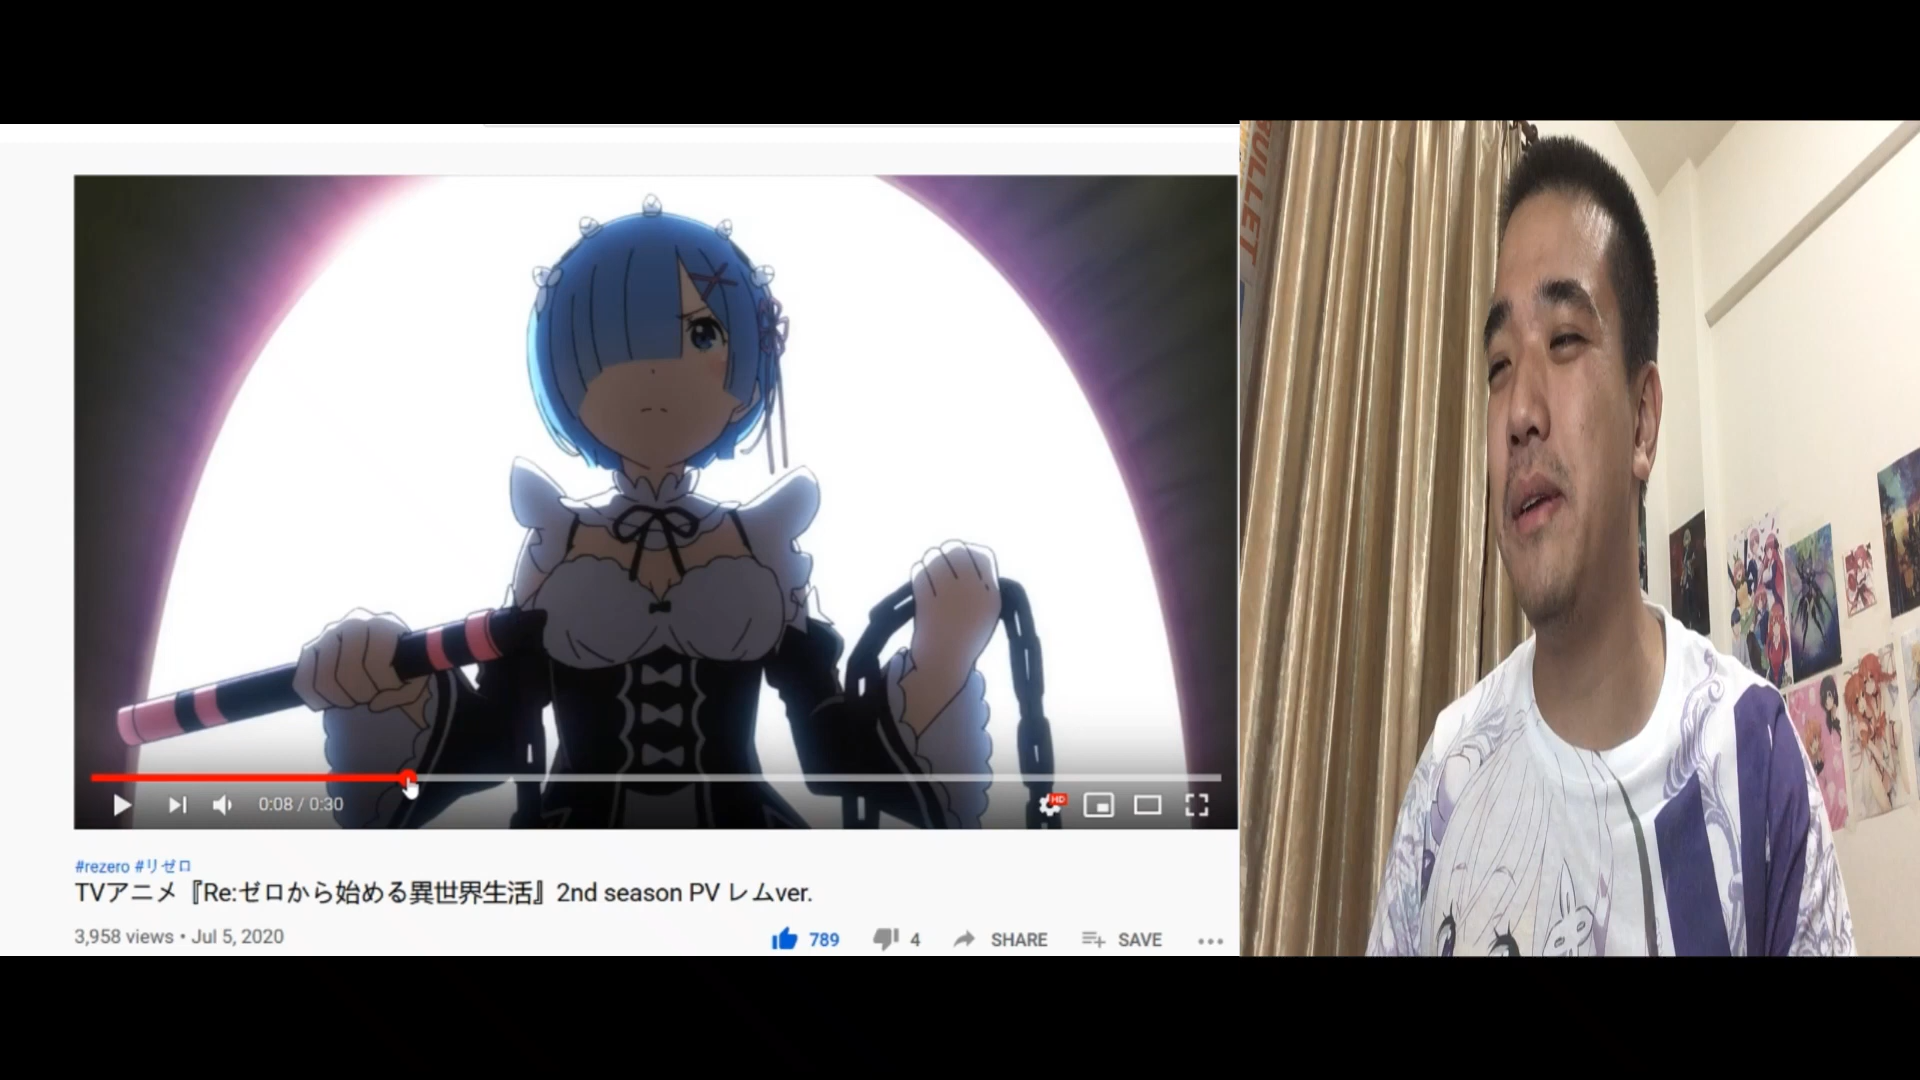 BULLET
0:08 / 0:30
HD
#rezero #リゼロ
TVアニメ『Re:ゼロから始める異世界生活』2nd season PV レムver.
3,958 views • Jul 5, 2020
789 4 SHARE SAVE